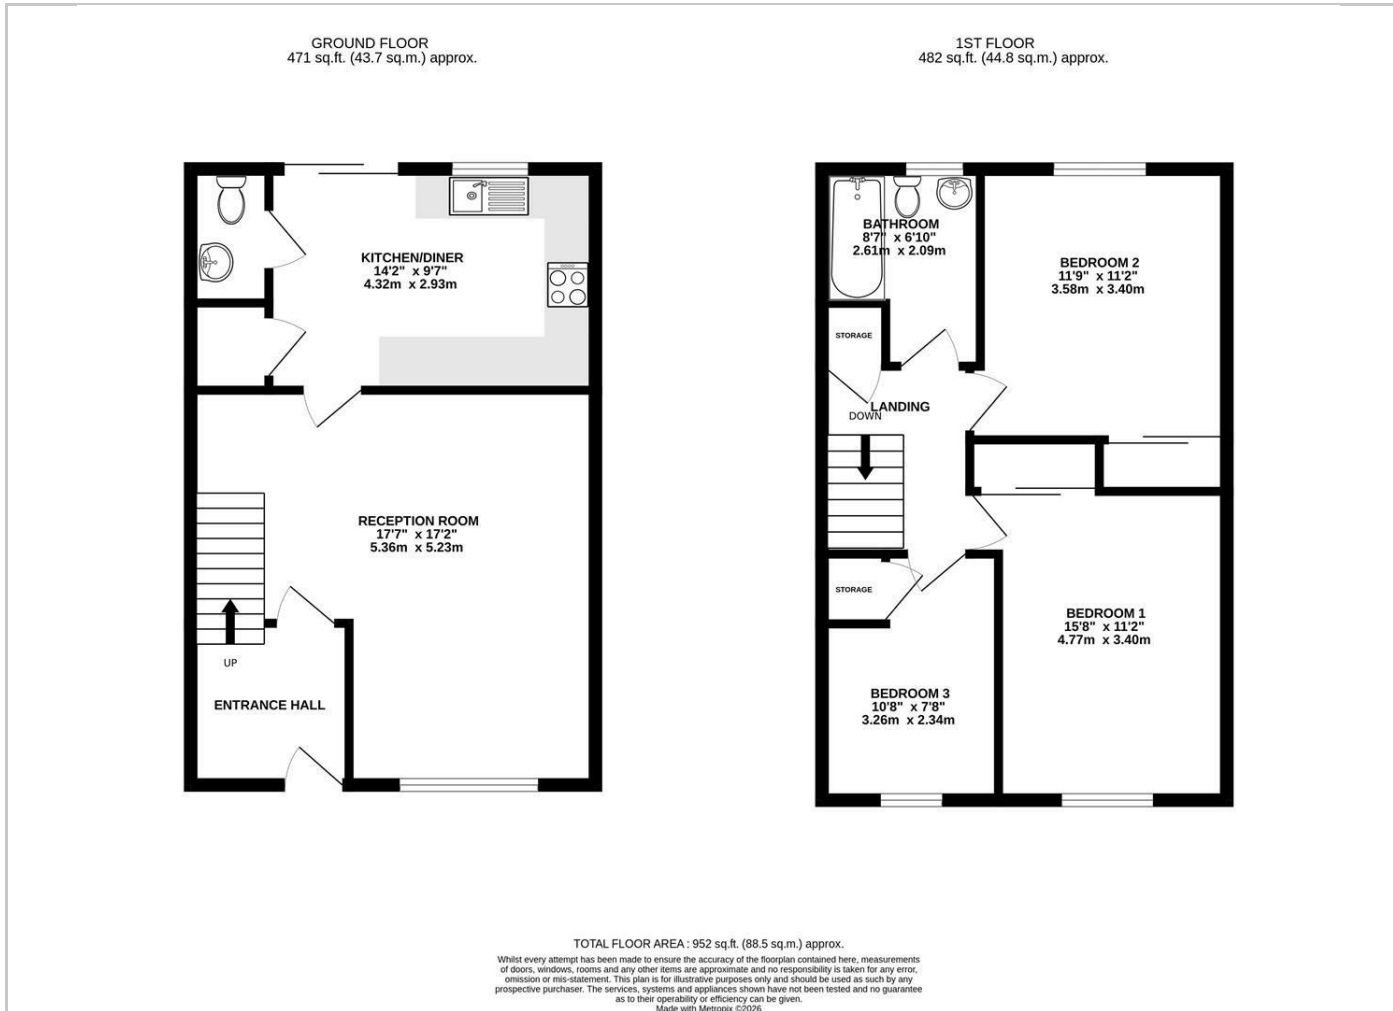 GROUND FLOOR
471 sq.ft. (43.7 sq.m.) approx.
1ST FLOOR
482 sq.ft. (44.8 sq.m.) approx.
KITCHEN/DINER
14'2" x 9'7"
4.32m x 2.93m
RECEPTION ROOM
17'7" x 17'2"
5.36m x 5.23m
UP
ENTRANCE HALL
BATHROOM
8'7" x 6'10"
2.61m x 2.09m
BEDROOM 2
11'9" x 11'2"
3.58m x 3.40m
STORAGE
LANDING
DOWN
STORAGE
BEDROOM 1
15'8" x 11'2"
4.77m x 3.40m
BEDROOM 3
10'8" x 7'8"
3.26m x 2.34m
TOTAL FLOOR AREA : 952 sq.ft. (88.5 sq.m.) approx.
Whilst every attempt has been made to ensure the accuracy of the floorplan contained here, measurements
of doors, windows, rooms and any other items are approximate and no responsibility is taken for any error,
omission or mis-statement. This plan is for illustrative purposes only and should be used as such by any
prospective purchaser. The services, systems and appliances shown have not been tested and no guarantee
as to their operability or efficiency can be given.
Made with Metropix ©2026